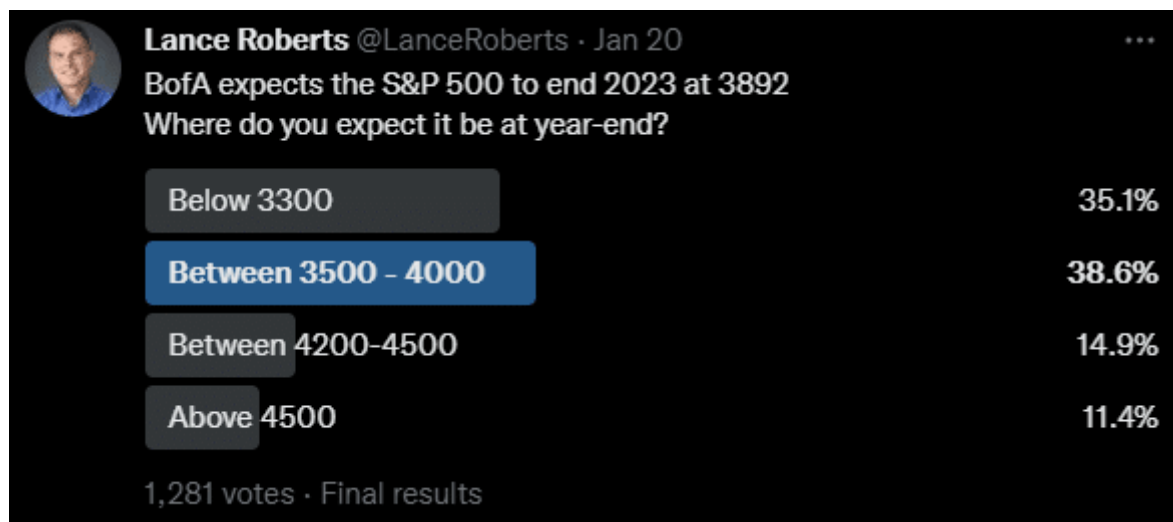 Lance Roberts @LanceRoberts · Jan 20 ···
BofA expects the S&P 500 to end 2023 at 3892
Where do you expect it be at year-end?
Below 3300 35.1%
Between 3500 - 4000 38.6%
Between 4200-4500 14.9%
Above 4500 11.4%
1,281 votes · Final results